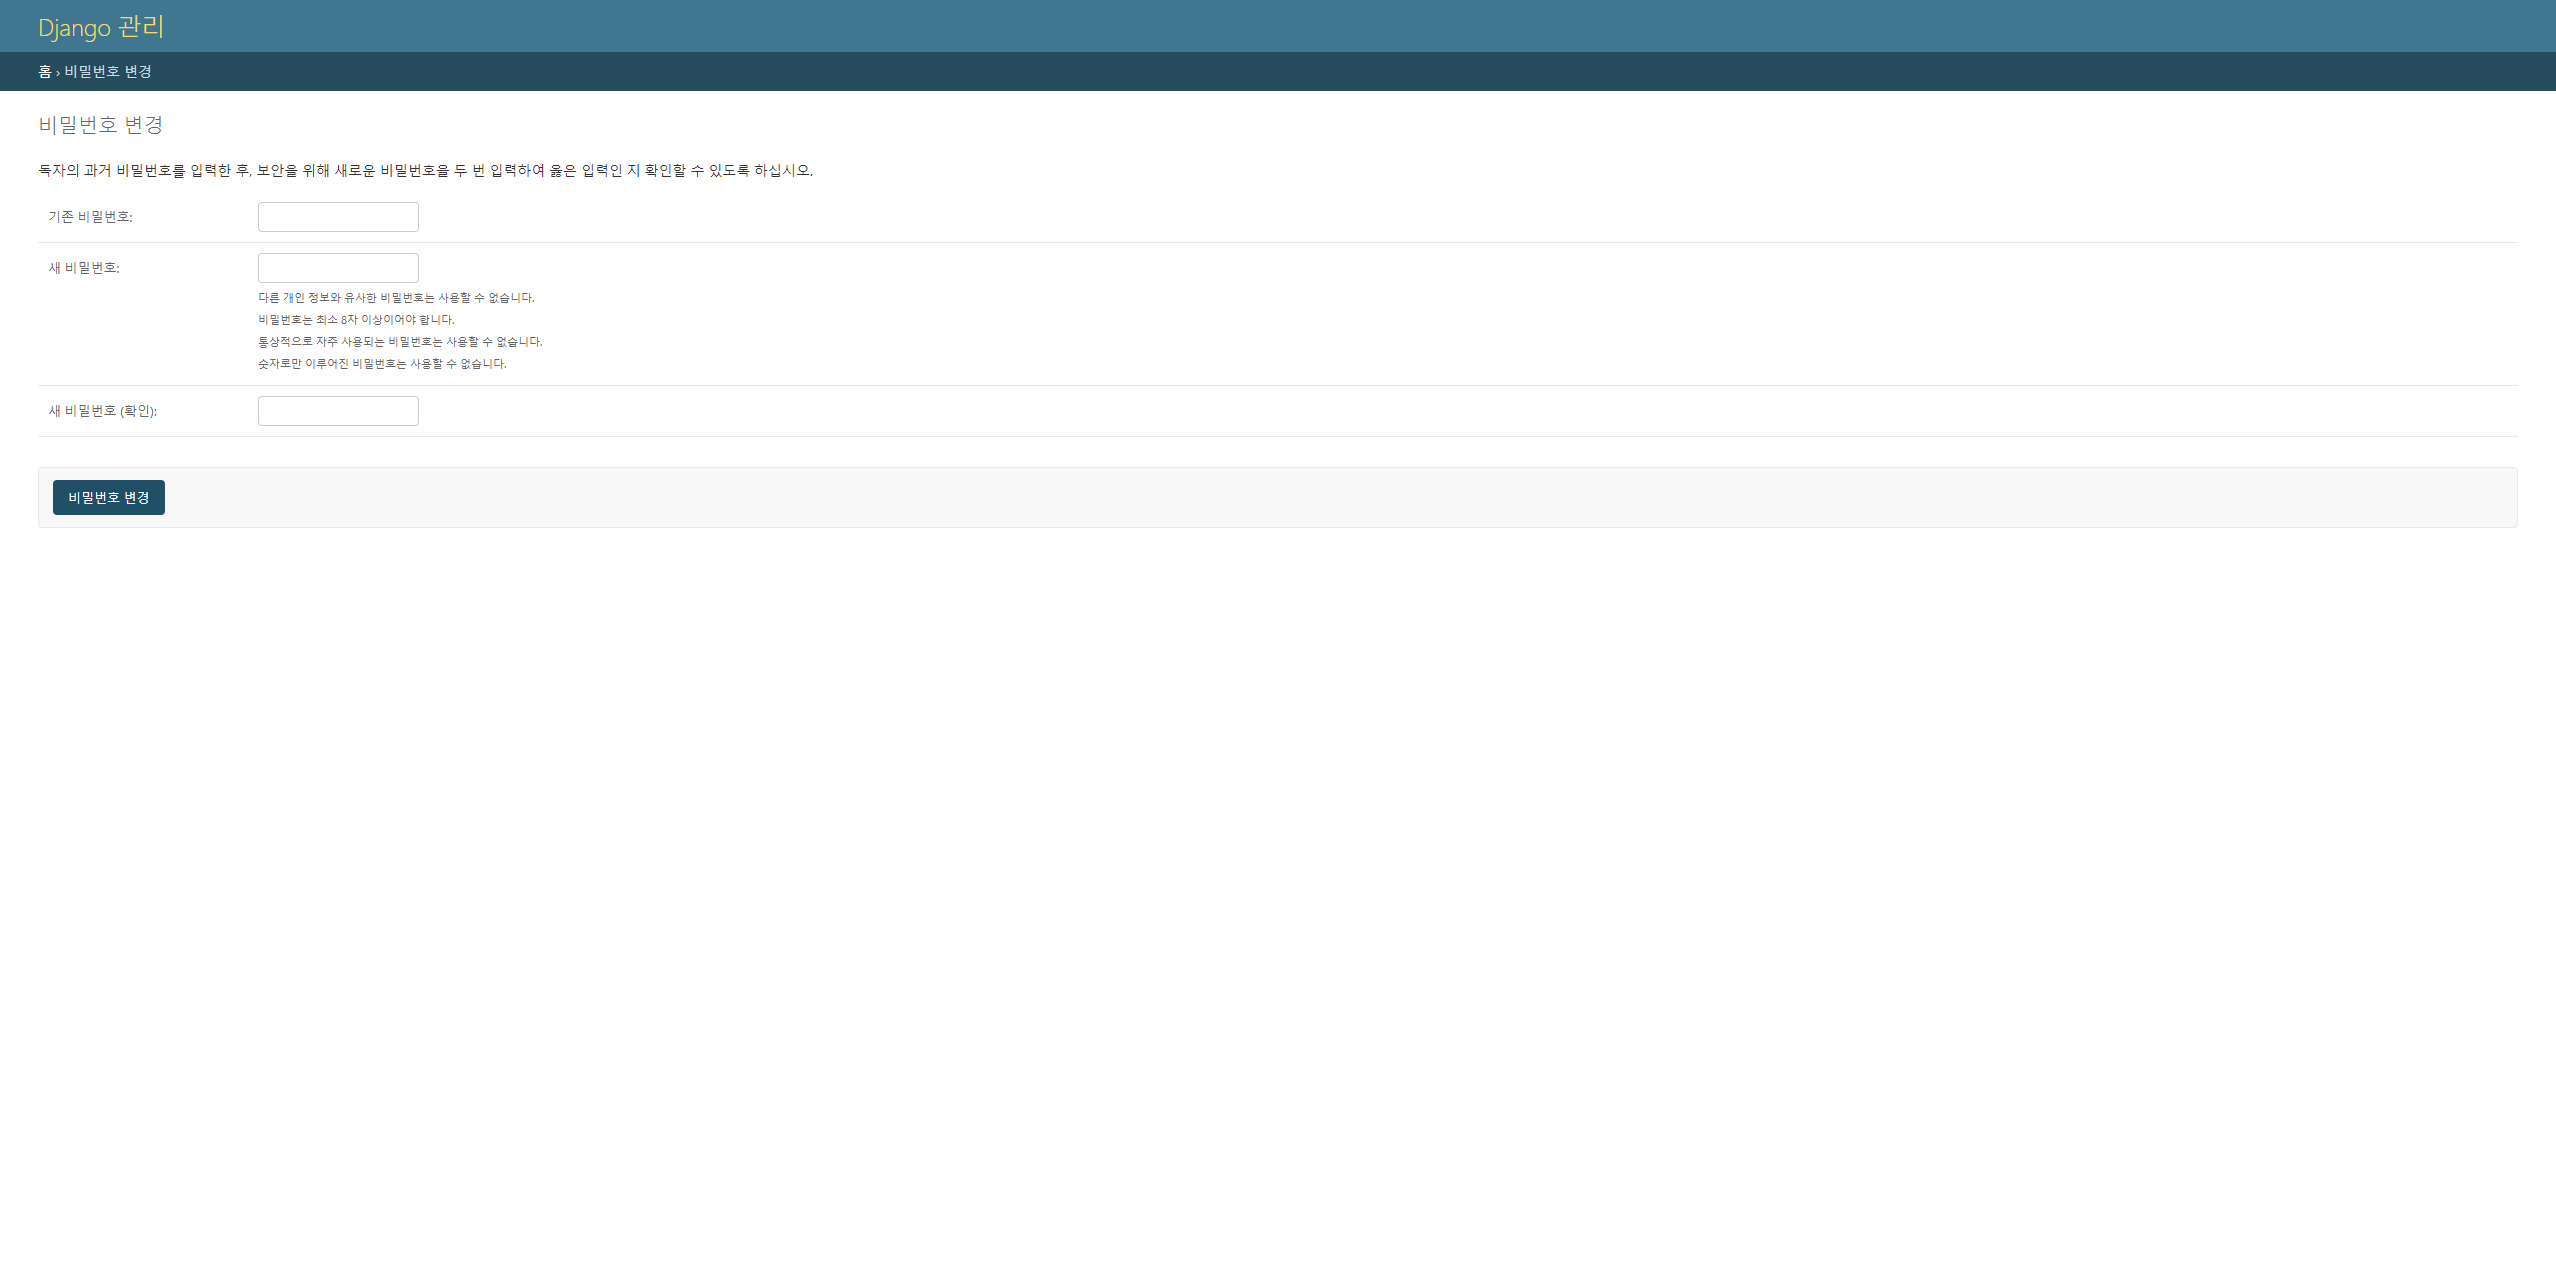 Django 관리
홈 › 비밀번호 변경
비밀번호 변경
독자의 과거 비밀번호를 입력한 후, 보안을 위해 새로운 비밀번호을 두 번 입력하여 옳은 입력인 지 확인할 수 있도록 하십시오.
기존 비밀번호:
새 비밀번호:
다른 개인 정보와 유사한 비밀번호는 사용할 수 없습니다.
비밀번호는 최소 8자 이상이어야 합니다.
통상적으로 자주 사용되는 비밀번호는 사용할 수 없습니다.
숫자로만 이루어진 비밀번호는 사용할 수 없습니다.
새 비밀번호 (확인):
비밀번호 변경